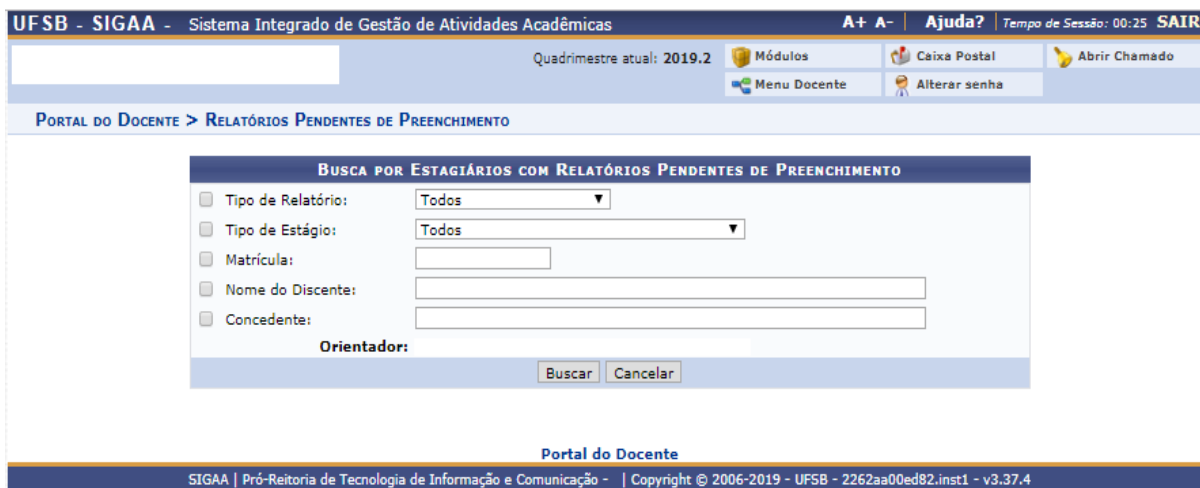 UFSB - SIGAA - Sistema Integrado de Gestão de Atividades Acadêmicas A+ A- | Ajuda? | Tempo de Sessão: 00:25 SAIR
Quadrimestre atual: 2019.2 Módulos Caixa Postal Abrir Chamado
Menu Docente Alterar senha
PORTAL DO DOCENTE > RELATÓRIOS PENDENTES DE PREENCHIMENTO
BUSCA POR ESTAGIÁRIOS COM RELATÓRIOS PENDENTES DE PREENCHIMENTO
Tipo de Relatório: Todos
Tipo de Estágio: Todos
Matrícula:
Nome do Discente:
Concedente:
Orientador:
Buscar Cancelar
Portal do Docente
SIGAA | Pró-Reitoria de Tecnologia de Informação e Comunicação - | Copyright © 2006-2019 - UFSB - 2262aa00ed82.inst1 - v3.37.4